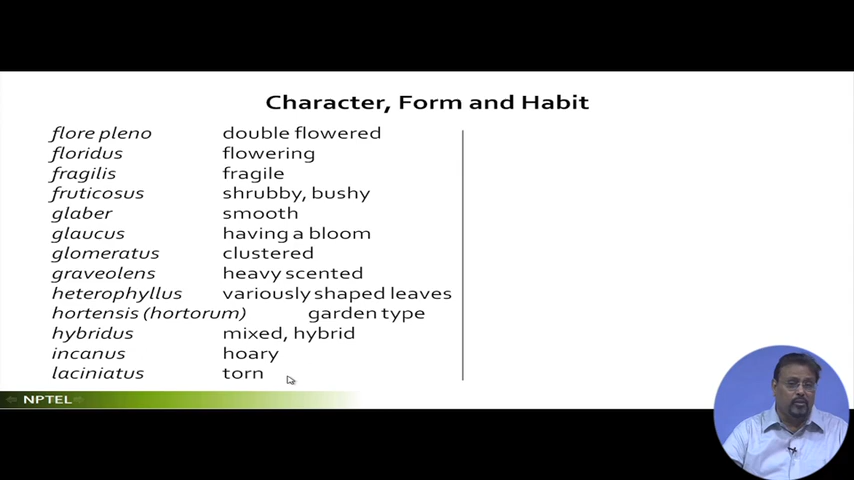 Character, Form and Habit
flore pleno double flowered
floridus flowering
fragilis fragile
fruticosus shrubby, bushy
glaber smooth
glaucus having a bloom
glomeratus clustered
graveolens heavy scented
heterophyllus variously shaped leaves
hortensis (hortorum) garden type
hybridus mixed, hybrid
incanus hoary
laciniatus torn
NPTEL